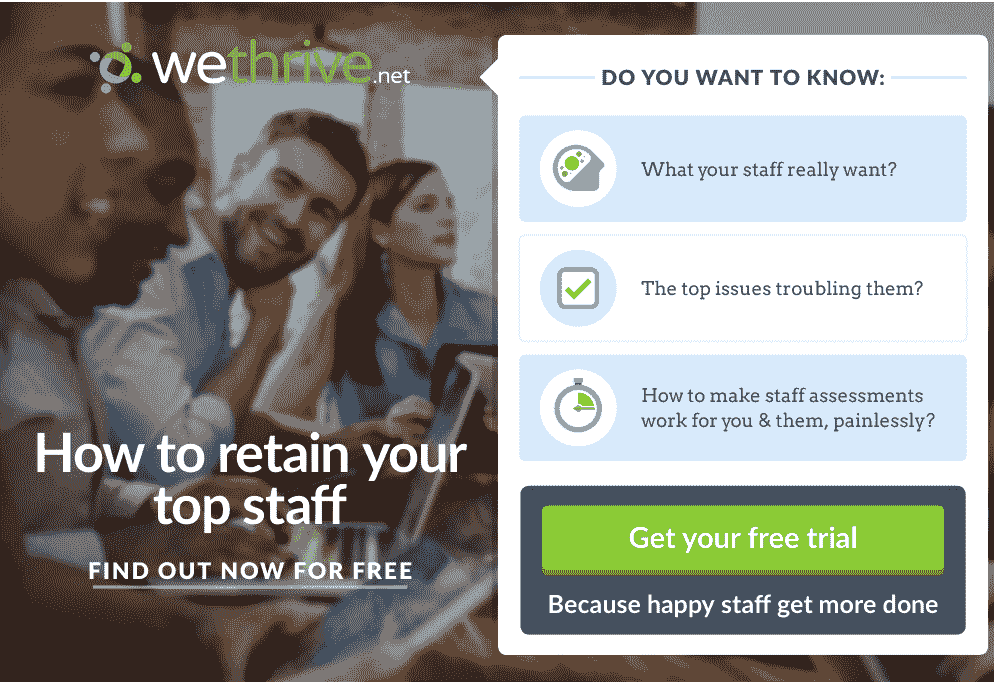 wethrive.net
How to retain your
top staff
FIND OUT NOW FOR FREE
DO YOU WANT TO KNOW:
What your staff really want?
The top issues troubling them?
How to make staff assessments
work for you & them, painlessly?
Get your free trial
Because happy staff get more done